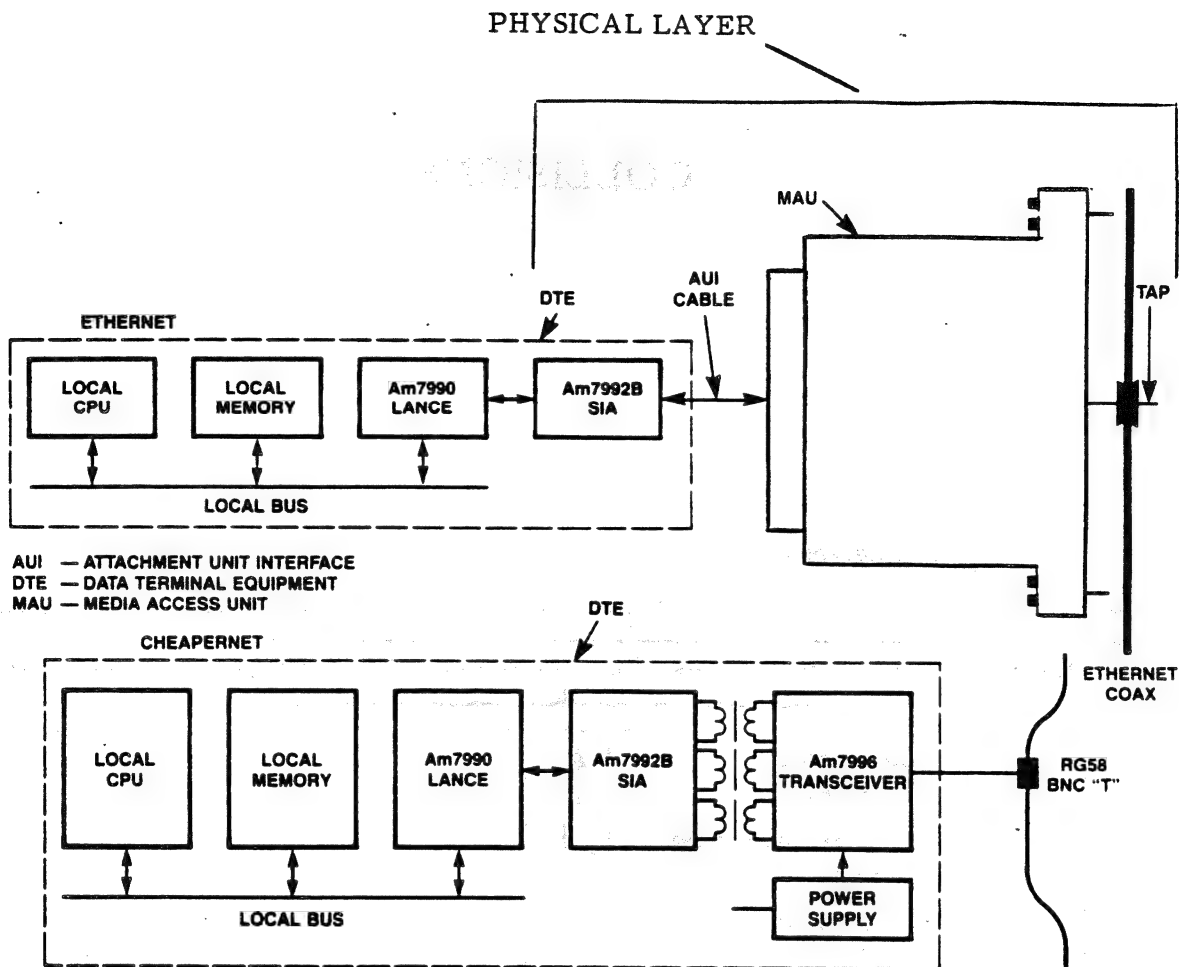 PHYSICAL LAYER
MAU
AUI
CABLE
TAP
DTE
ETHERNET
LOCAL
CPU
LOCAL
MEMORY
Am7990
LANCE
Am7992B
SIA
LOCAL BUS
AUI — ATTACHMENT UNIT INTERFACE
DTE — DATA TERMINAL EQUIPMENT
MAU — MEDIA ACCESS UNIT
DTE
CHEAPERNET
ETHERNET
COAX
LOCAL
CPU
LOCAL
MEMORY
Am7990
LANCE
Am7992B
SIA
Am7996
TRANSCEIVER
RG58
BNC "T"
POWER
SUPPLY
LOCAL BUS